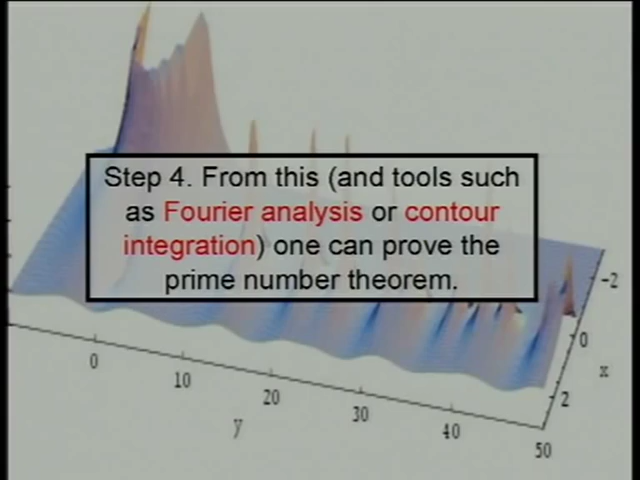 Step 4. From this (and tools such
as Fourier analysis or contour
integration) one can prove the
prime number theorem.
-2
0
x
2
0
10
20
30
40
50
y